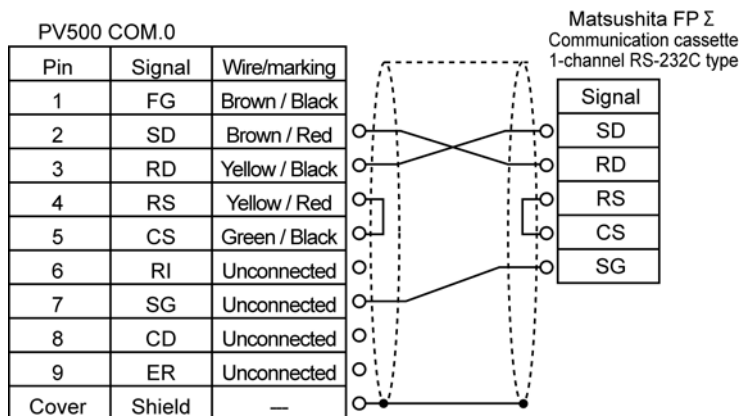 PV500 COM.0
Matsushita FP Σ
Communication cassette
1-channel RS-232C type
Pin Signal Wire/marking
1 FG Brown / Black
2 SD Brown / Red
3 RD Yellow / Black
4 RS Yellow / Red
5 CS Green / Black
6 RI Unconnected
7 SG Unconnected
8 CD Unconnected
9 ER Unconnected
Cover Shield —
Signal
SD
RD
RS
CS
SG